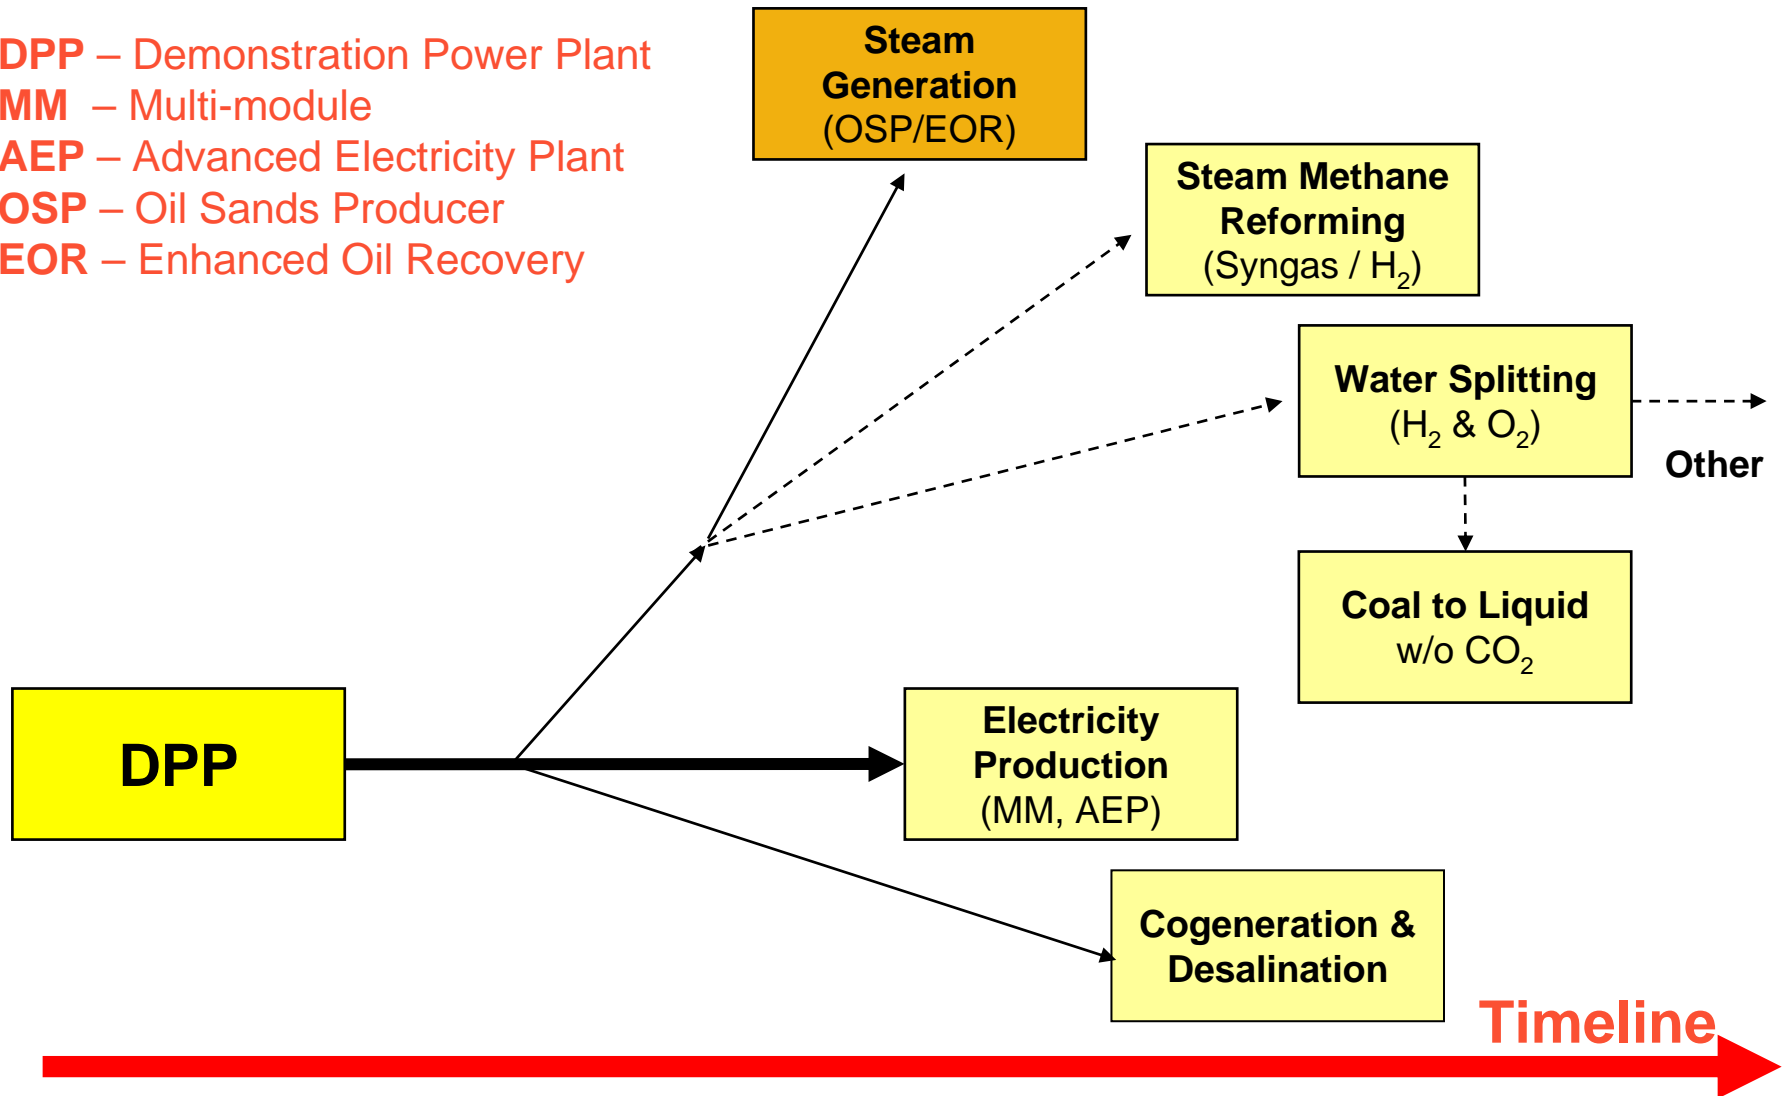 DPP – Demonstration Power Plant
MM – Multi-module
AEP – Advanced Electricity Plant
OSP – Oil Sands Producer
EOR – Enhanced Oil Recovery
Steam
Generation
(OSP/EOR)
Steam Methane
Reforming
(Syngas / H₂)
Water Splitting
(H₂ & O₂)
Other
Coal to Liquid
w/o CO₂
DPP
Electricity
Production
(MM, AEP)
Cogeneration &
Desalination
Timeline